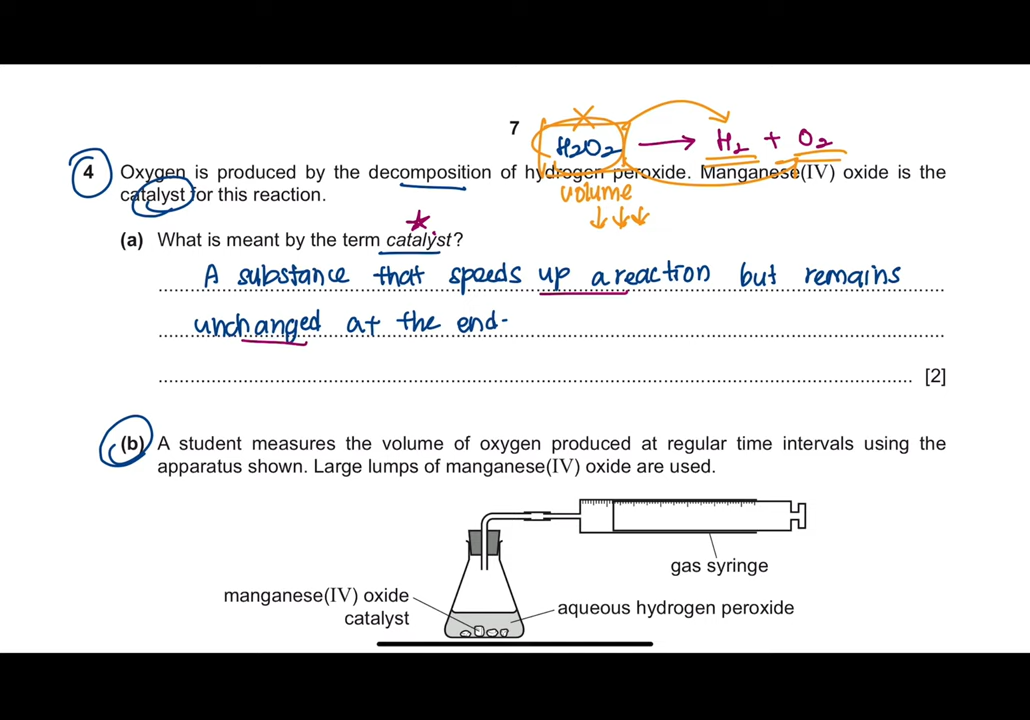 7
H2O2 → H2 + O2
4 Oxygen is produced by the decomposition of hydrogen peroxide. Manganese(IV) oxide is the
catalyst for this reaction.
volume
↓ ↓ ↓
(a) What is meant by the term catalyst?
A substance that speeds up a reaction but remains
unchanged at the end.
[2]
(b) A student measures the volume of oxygen produced at regular time intervals using the
apparatus shown. Large lumps of manganese(IV) oxide are used.
gas syringe
manganese(IV) oxide
catalyst
aqueous hydrogen peroxide